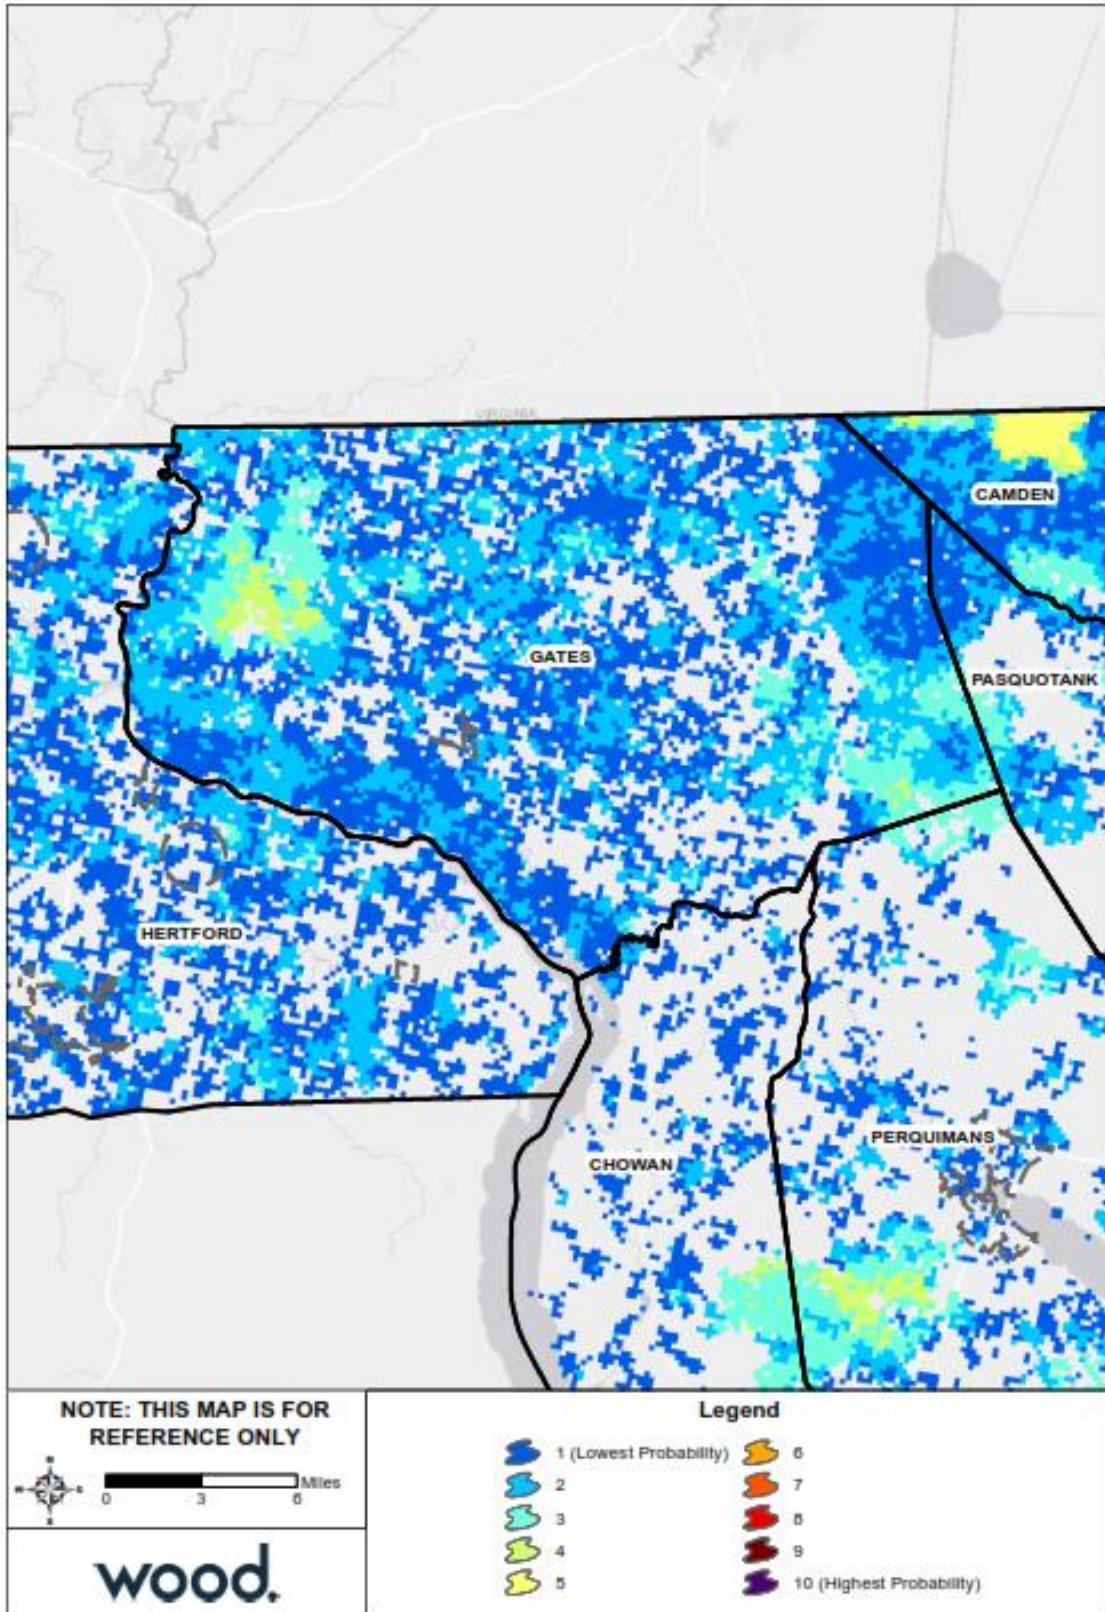 VIRGINIA
CAMDEN
GATES
PASQUOTANK
HERTFORD
PERQUIMANS
CHOWAN
NOTE: THIS MAP IS FOR
REFERENCE ONLY
N
S
Miles
0 3 6
wood.
Legend
1 (Lowest Probability)
2
3
4
5
6
7
8
9
10 (Highest Probability)